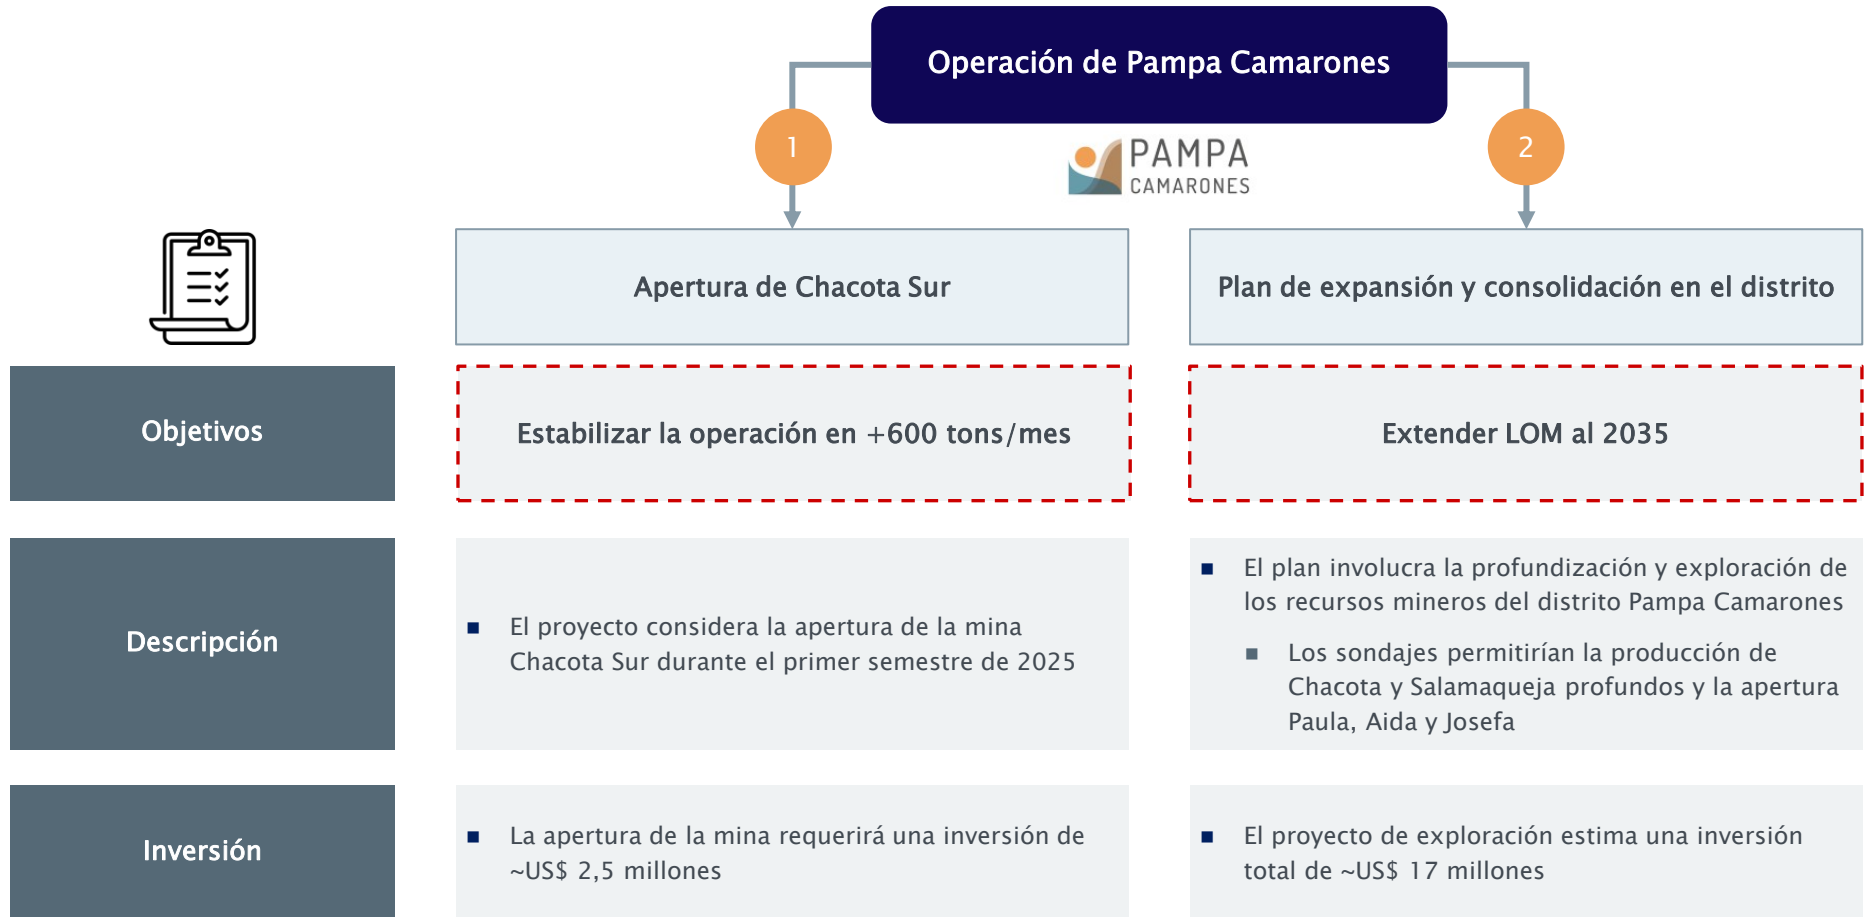 Operación de Pampa Camarones
1
2
PAMPA
CAMARONES
Apertura de Chacota Sur
Plan de expansión y consolidación en el distrito
Objetivos
Estabilizar la operación en +600 tons/mes
Extender LOM al 2035
Descripción
El proyecto considera la apertura de la mina
Chacota Sur durante el primer semestre de 2025
El plan involucra la profundización y exploración de
los recursos mineros del distrito Pampa Camarones
Los sondajes permitirían la producción de
Chacota y Salamaqueja profundos y la apertura
Paula, Aida y Josefa
Inversión
La apertura de la mina requerirá una inversión de
~US$ 2,5 millones
El proyecto de exploración estima una inversión
total de ~US$ 17 millones